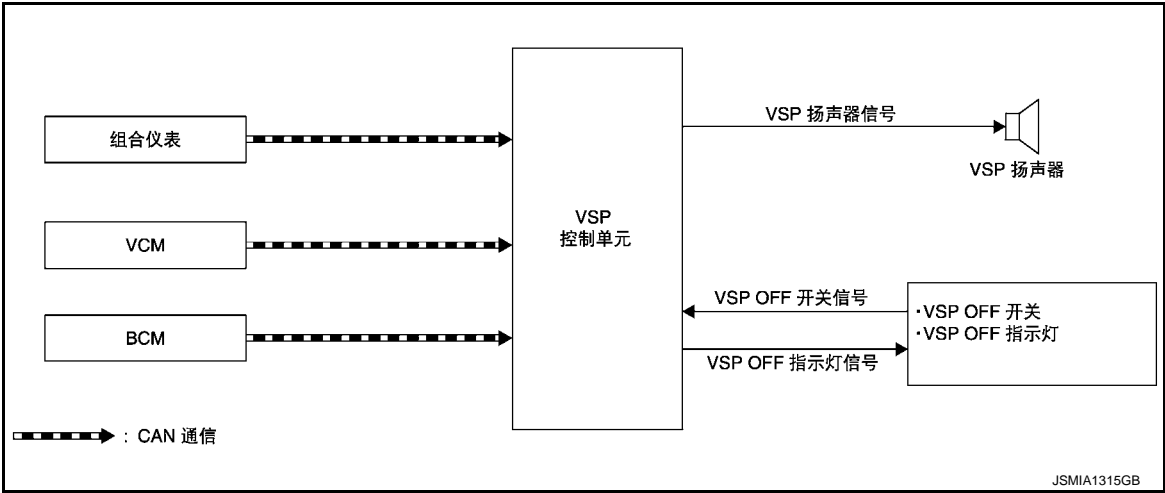 组合仪表
VCM
BCM
: CAN 通信
VSP
控制单元
VSP 扬声器信号
VSP 扬声器
VSP OFF 开关信号
VSP OFF 指示灯信号
·VSP OFF 开关
·VSP OFF 指示灯
JSMIA1315GB